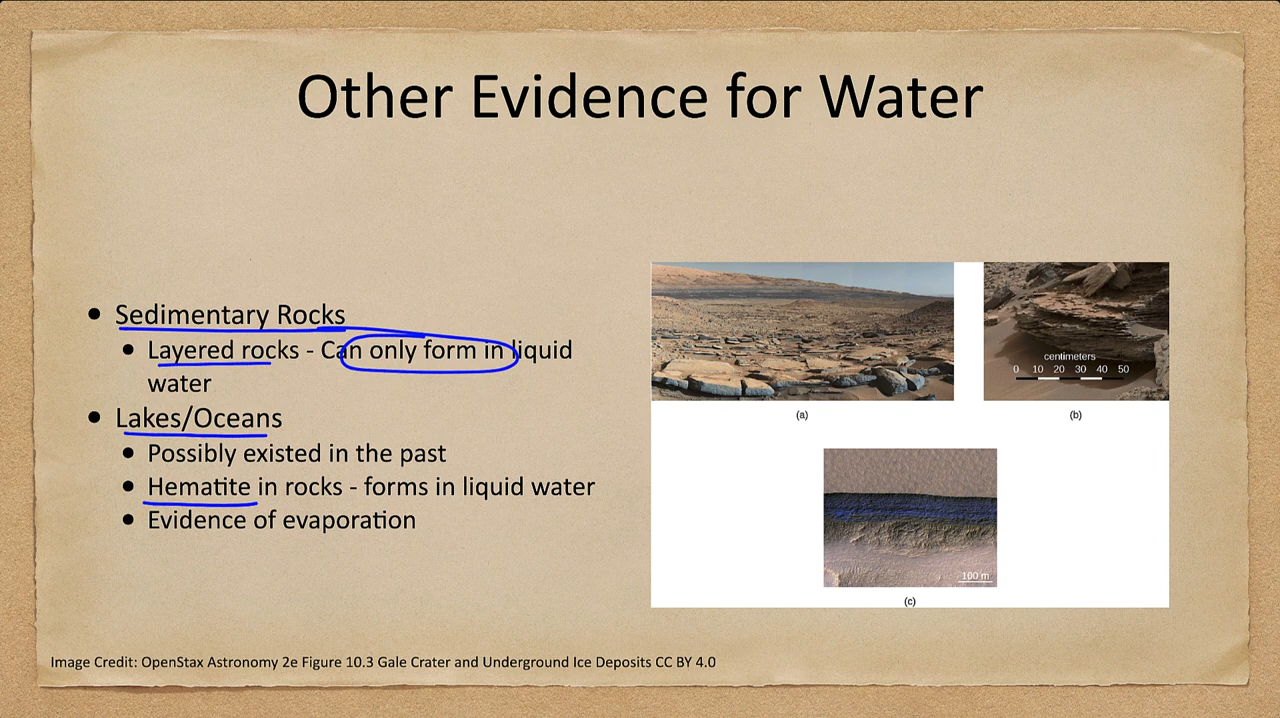 Other Evidence for Water
• Sedimentary Rocks
• Layered rocks - Can only form in liquid
water
• Lakes/Oceans
• Possibly existed in the past
• Hematite in rocks - forms in liquid water
• Evidence of evaporation
centimeters
0 10 20 30 40 50
(a)
(b)
100 m
(c)
Image Credit: OpenStax Astronomy 2e Figure 10.3 Gale Crater and Underground Ice Deposits CC BY 4.0